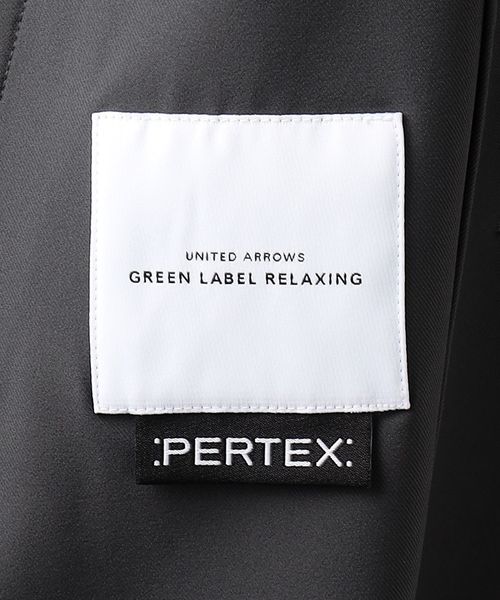 UNITED ARROWS
GREEN LABEL RELAXING
:PERTEX: